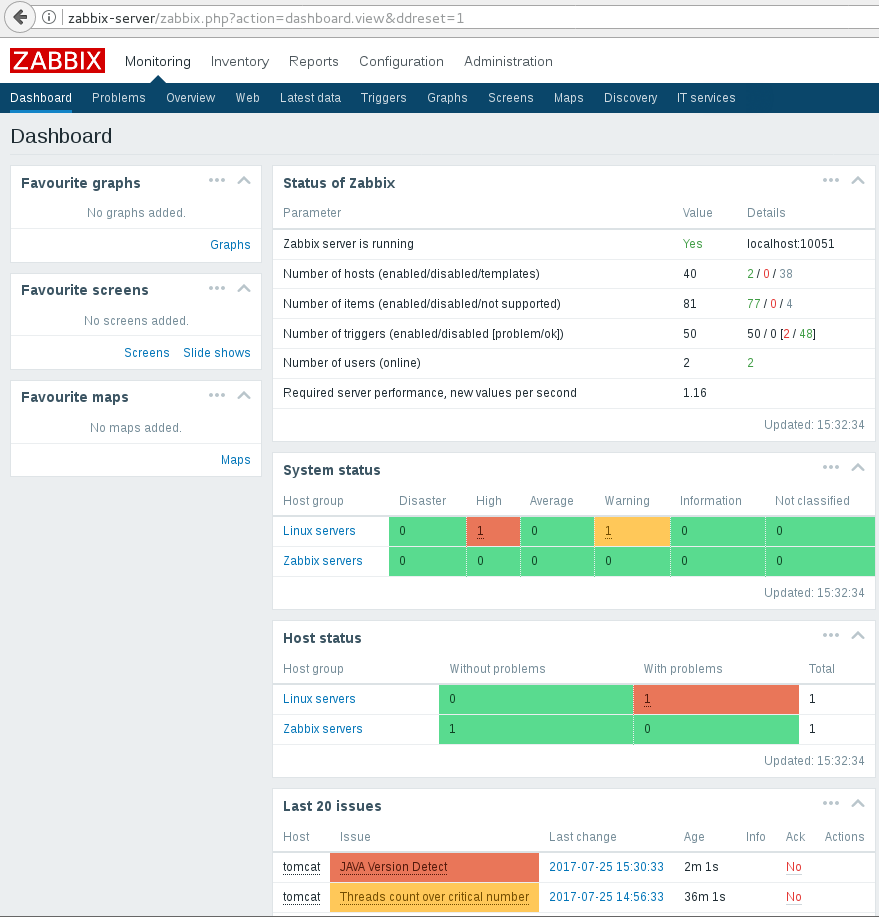 zabbix-server/zabbix.php?action=dashboard.view&ddreset=1
ZABBIX Monitoring Inventory Reports Configuration Administration
Dashboard Problems Overview Web Latest data Triggers Graphs Screens Maps Discovery IT services
Dashboard
Favourite graphs
No graphs added.
Graphs
Favourite screens
No screens added.
Screens Slide shows
Favourite maps
No maps added.
Maps
Status of Zabbix
Parameter Value Details
Zabbix server is running Yes localhost:10051
Number of hosts (enabled/disabled/templates) 40 2 / 0 / 38
Number of items (enabled/disabled/not supported) 81 77 / 0 / 4
Number of triggers (enabled/disabled [problem/ok]) 50 50 / 0 [2 / 48]
Number of users (online) 2 2
Required server performance, new values per second 1.16
Updated: 15:32:34
System status
Host group Disaster High Average Warning Information Not classified
Linux servers 0 1 0 1 0 0
Zabbix servers 0 0 0 0 0 0
Updated: 15:32:34
Host status
Host group Without problems With problems Total
Linux servers 0 1 1
Zabbix servers 1 0 1
Updated: 15:32:34
Last 20 issues
Host Issue Last change Age Info Ack Actions
tomcat JAVA Version Detect 2017-07-25 15:30:33 2m 1s No
tomcat Threads count over critical number 2017-07-25 14:56:33 36m 1s No